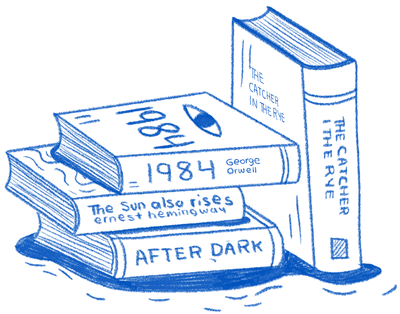 THE
CATCHER
IN THE RYE
THE CATCHER
I THE RYE
1984
1984
George
Orwell
The Sun also rises
ernest hemingway
AFTER DARK